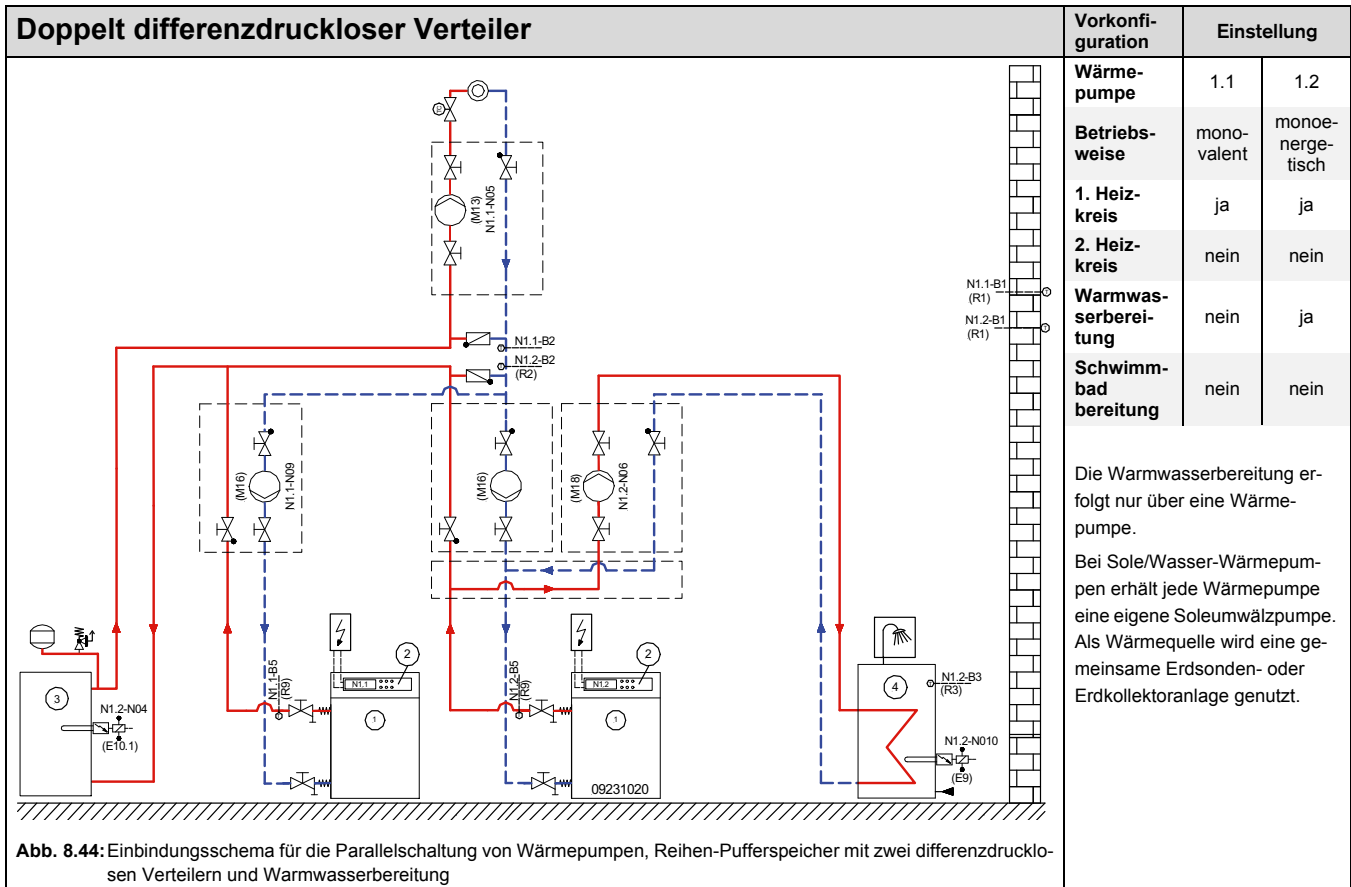 Doppelt differenzdruckloser Verteiler
Vorkonfi-
guration
Einstellung
Wärme-
pumpe
1.1
1.2
Betriebs-
weise
mono-
valent
monoe-
nerge-
tisch
1. Heiz-
kreis
ja
ja
2. Heiz-
kreis
nein
nein
Warmwas-
serberei-
tung
nein
ja
Schwimm-
bad
bereitung
nein
nein
Die Warmwasserbereitung er-
folgt nur über eine Wärme-
pumpe.
Bei Sole/Wasser-Wärmepum-
pen erhält jede Wärmepumpe
eine eigene Soleumwälzpumpe.
Als Wärmequelle wird eine ge-
meinsame Erdsonden- oder
Erdkollektoranlage genutzt.
(M13)
N1.1-N05
N1.1-B1
(R1)
T
N1.2-B1
(R1)
T
N1.1-B2
N1.2-B2
(R2)
(M16)
N1.1-N09
(M16)
(M18)
N1.2-N06
3
N1.2-N04
(E10.1)
N1.1-B5
(R9)
N1.1
2
1
N1.2-B5
(R9)
N1.2
2
1
09231020
4
N1.2-B3
(R3)
N1.2-N010
(E9)
Abb. 8.44: Einbindungsschema für die Parallelschaltung von Wärmepumpen, Reihen-Pufferspeicher mit zwei differenzdrucklo-
sen Verteilern und Warmwasserbereitung